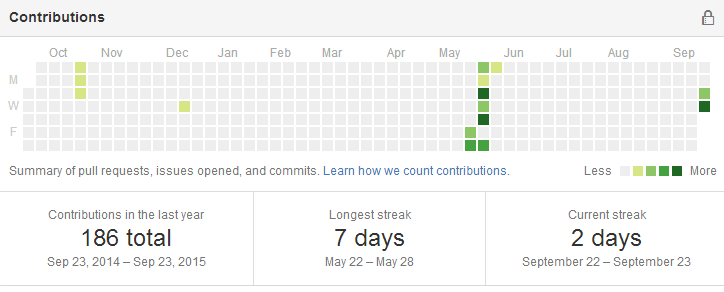 Contributions
Oct Nov Dec Jan Feb Mar Apr May Jun Jul Aug Sep
M
W
F
Summary of pull requests, issues opened, and commits. Learn how we count contributions.
Less More
Contributions in the last year
186 total
Sep 23, 2014 – Sep 23, 2015
Longest streak
7 days
May 22 – May 28
Current streak
2 days
September 22 – September 23